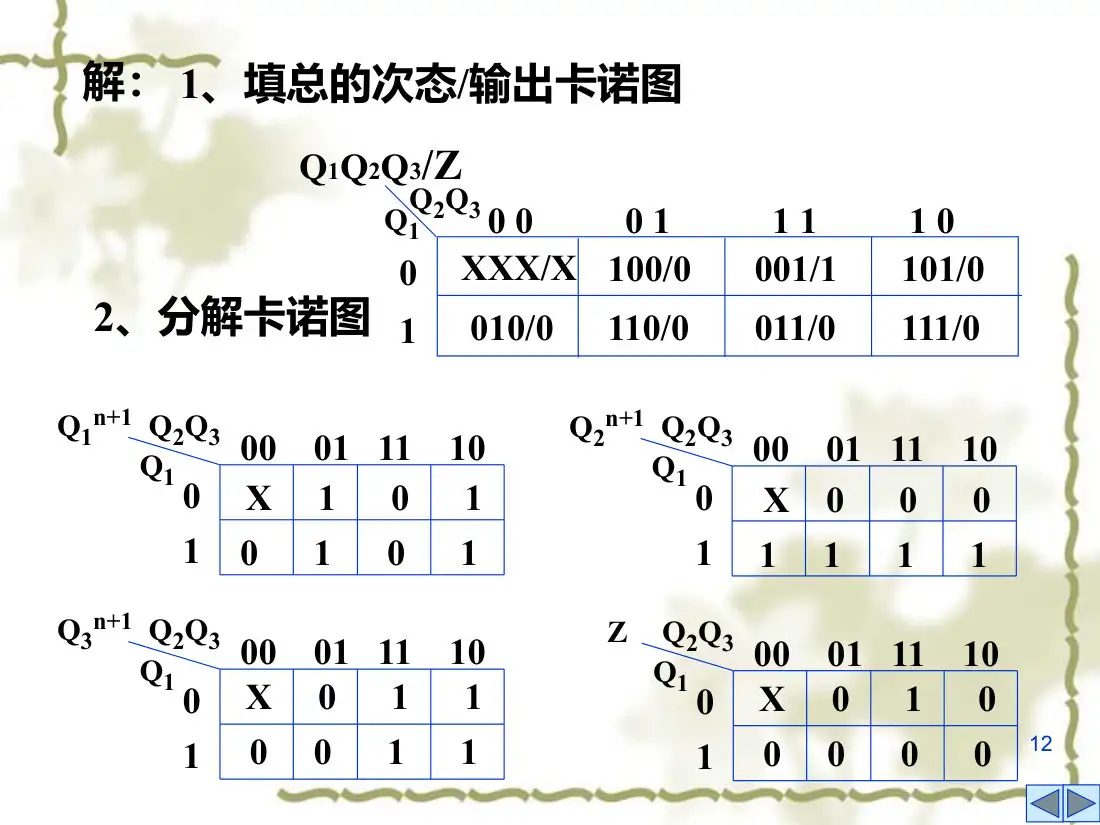 解： 1、填总的次态/输出卡诺图
Q1Q2Q3/Z
Q2Q3
Q1
0 0 0 1 1 1 1 0
0 XXX/X 100/0 001/1 101/0
2、分解卡诺图
1 010/0 110/0 011/0 111/0
Q1n+1 Q2Q3
Q1
00 01 11 10
0 X 1 0 1
1 0 1 0 1
Q2n+1 Q2Q3
Q1
00 01 11 10
0 X 0 0 0
1 1 1 1 1
Q3n+1 Q2Q3
Q1
00 01 11 10
0 X 0 1 1
1 0 0 1 1
Z Q2Q3
Q1
00 01 11 10
0 X 0 1 0
1 0 0 0 0
12